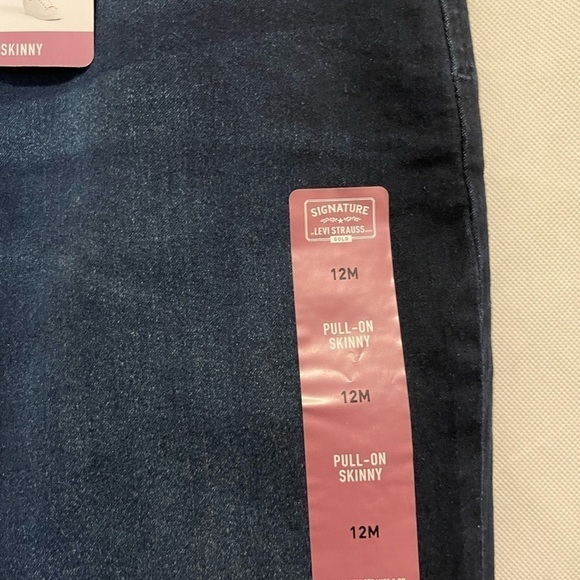 SKINNY
SIGNATURE
LEVI STRAUSS
GOLD
12M
PULL-ON
SKINNY
12M
PULL-ON
SKINNY
12M